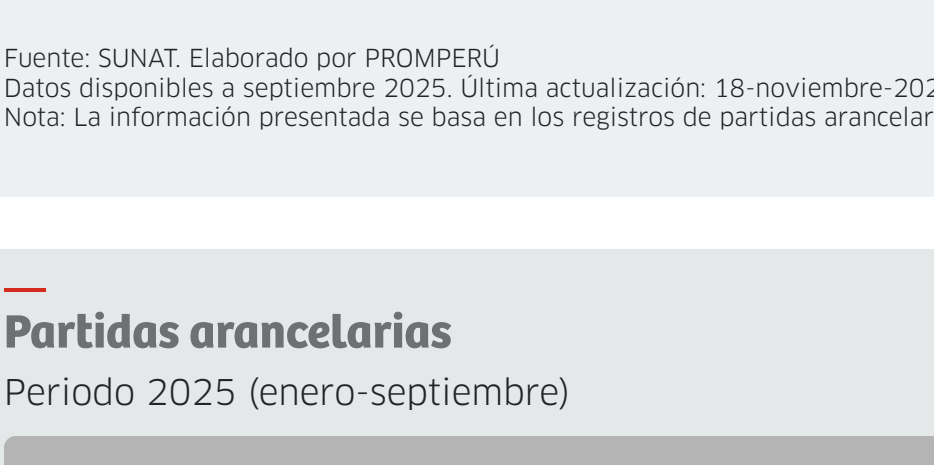 Fuente: SUNAT. Elaborado por PROMPERÚ
Datos disponibles a septiembre 2025. Última actualización: 18-noviembre-202
Nota: La información presentada se basa en los registros de partidas arancelar
Partidas arancelarias
Periodo 2025 (enero-septiembre)